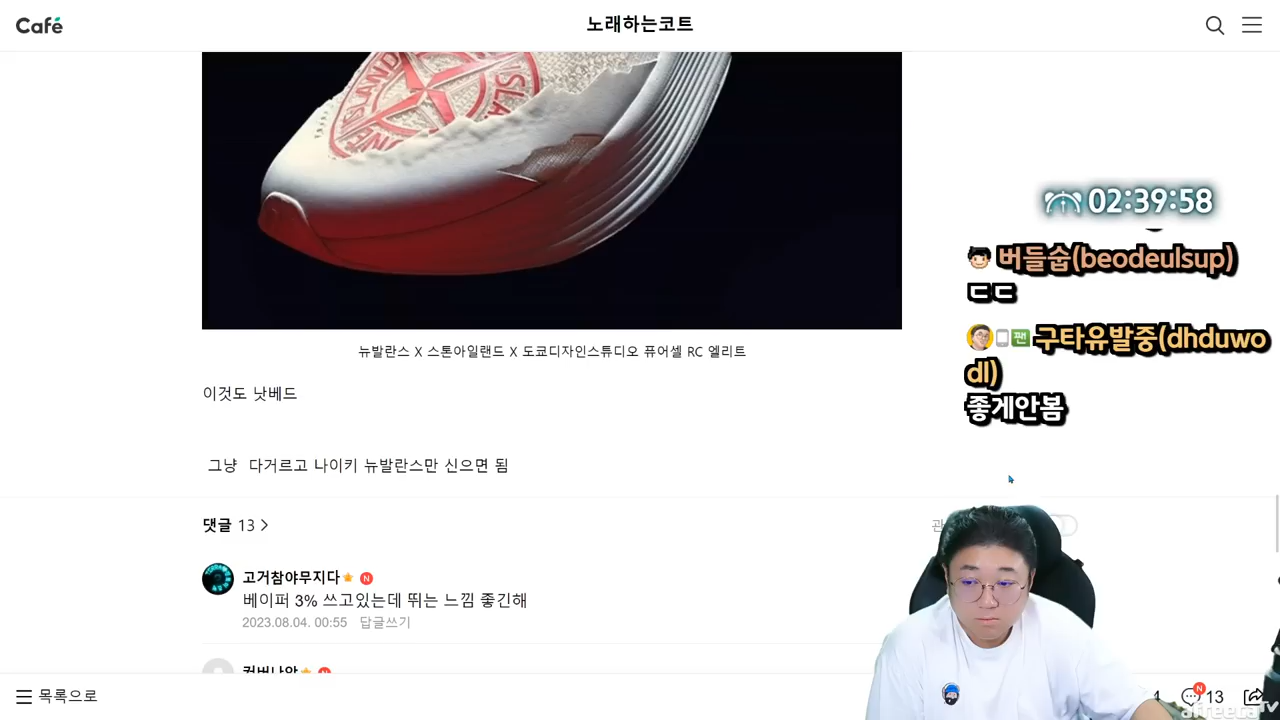 Café
노래하는코트
ISLAND
02:39:58
버들숩(beodeulsup)
ㄷㄷ
짼 구타유발중(dhduwo
dl)
좋게안봄
뉴발란스 X 스톤아일랜드 X 도쿄디자인스튜디오 퓨어셀 RC 엘리트
이것도 낫베드
그냥 다거르고 나이키 뉴발란스만 신으면 됨
댓글 13
관
고거참야무지다 N
베이퍼 3% 쓰고있는데 뛰는 느낌 좋긴해
2023.08.04. 00:55 답글쓰기
N
목록으로
4
N 13
afreecaTV